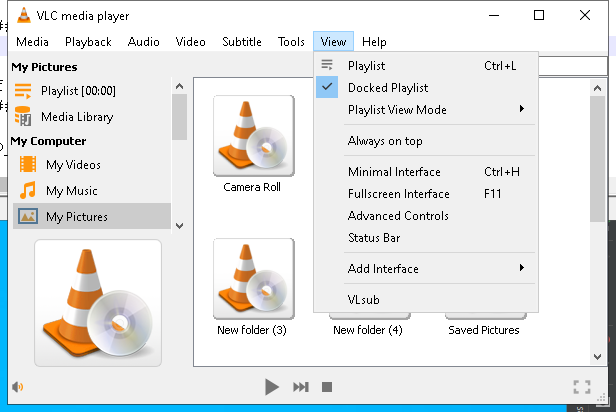 VLC media player
Media Playback Audio Video Subtitle Tools View Help
My Pictures
Playlist [00:00]
Media Library
My Computer
My Videos
My Music
My Pictures
Playlist Ctrl+L
Docked Playlist
Playlist View Mode
Always on top
Minimal Interface Ctrl+H
Fullscreen Interface F11
Advanced Controls
Status Bar
Add Interface
VLsub
Camera Roll
New folder (3)
New folder (4)
Saved Pictures